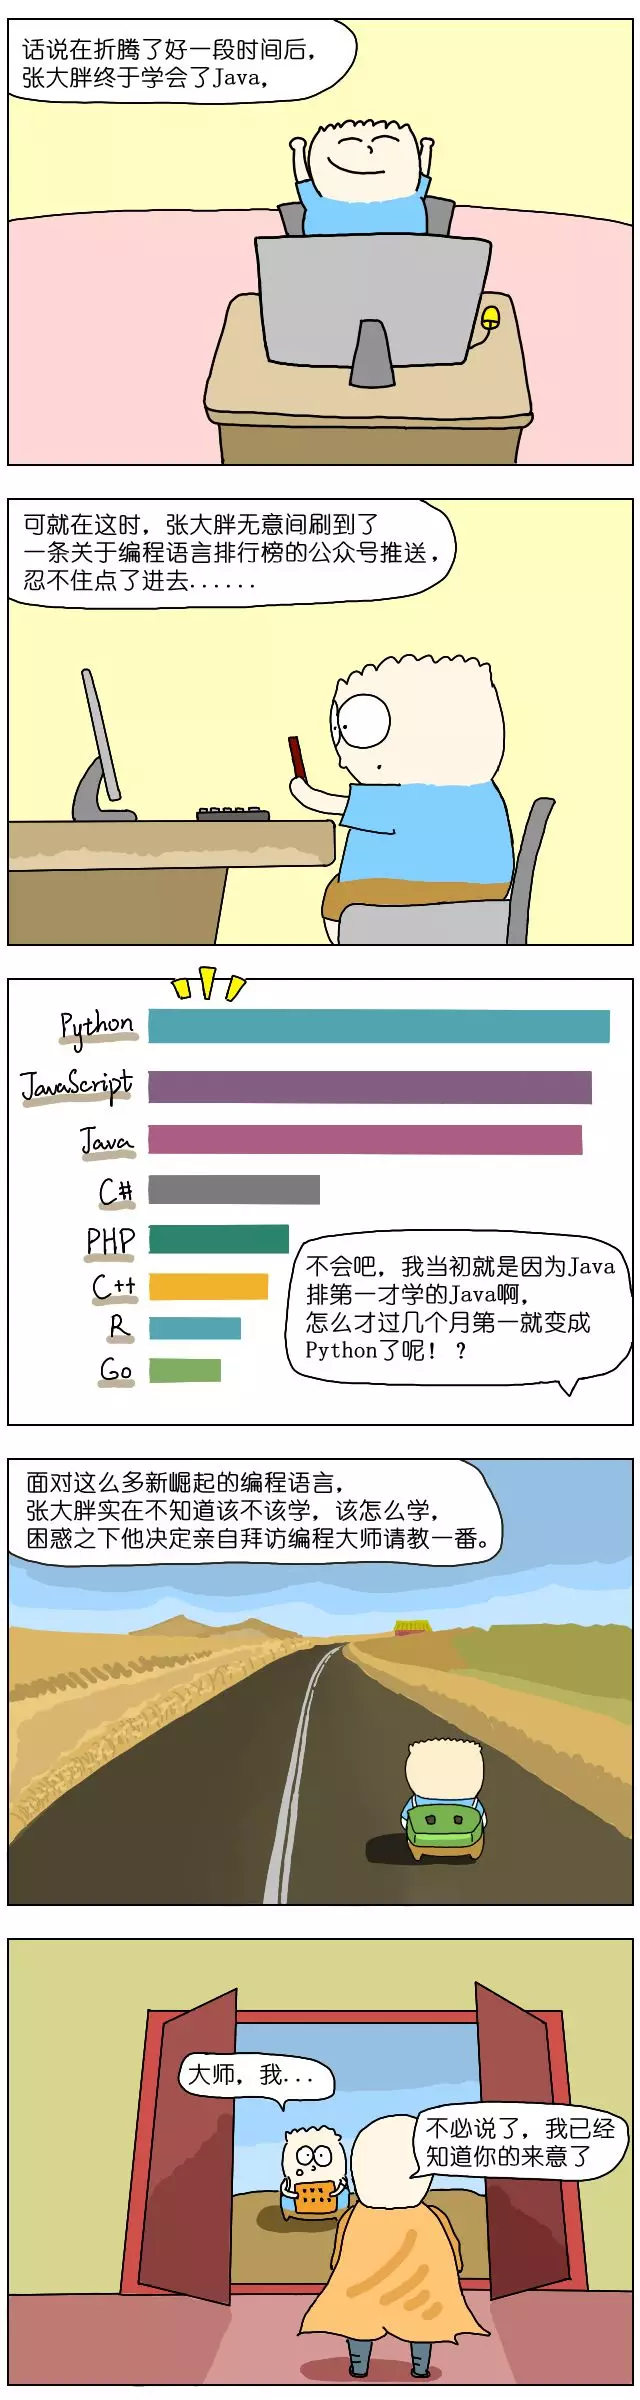 话说在折腾了好一段时间后，
张大胖终于学会了Java，
可就在这时，张大胖无意间刷到了
一条关于编程语言排行榜的公众号推送，
忍不住点了进去......
Python
JavaScript
Java
C#
PHP
C++
R
Go
不会吧，我当初就是因为Java
排第一才学的Java啊，
怎么才过几个月第一就变成
Python了呢！？
面对这么多新崛起的编程语言，
张大胖实在不知道该不该学，该怎么学，
困惑之下他决定亲自拜访编程大师请教一番。
大师，我...
不必说了，我已经
知道你的来意了